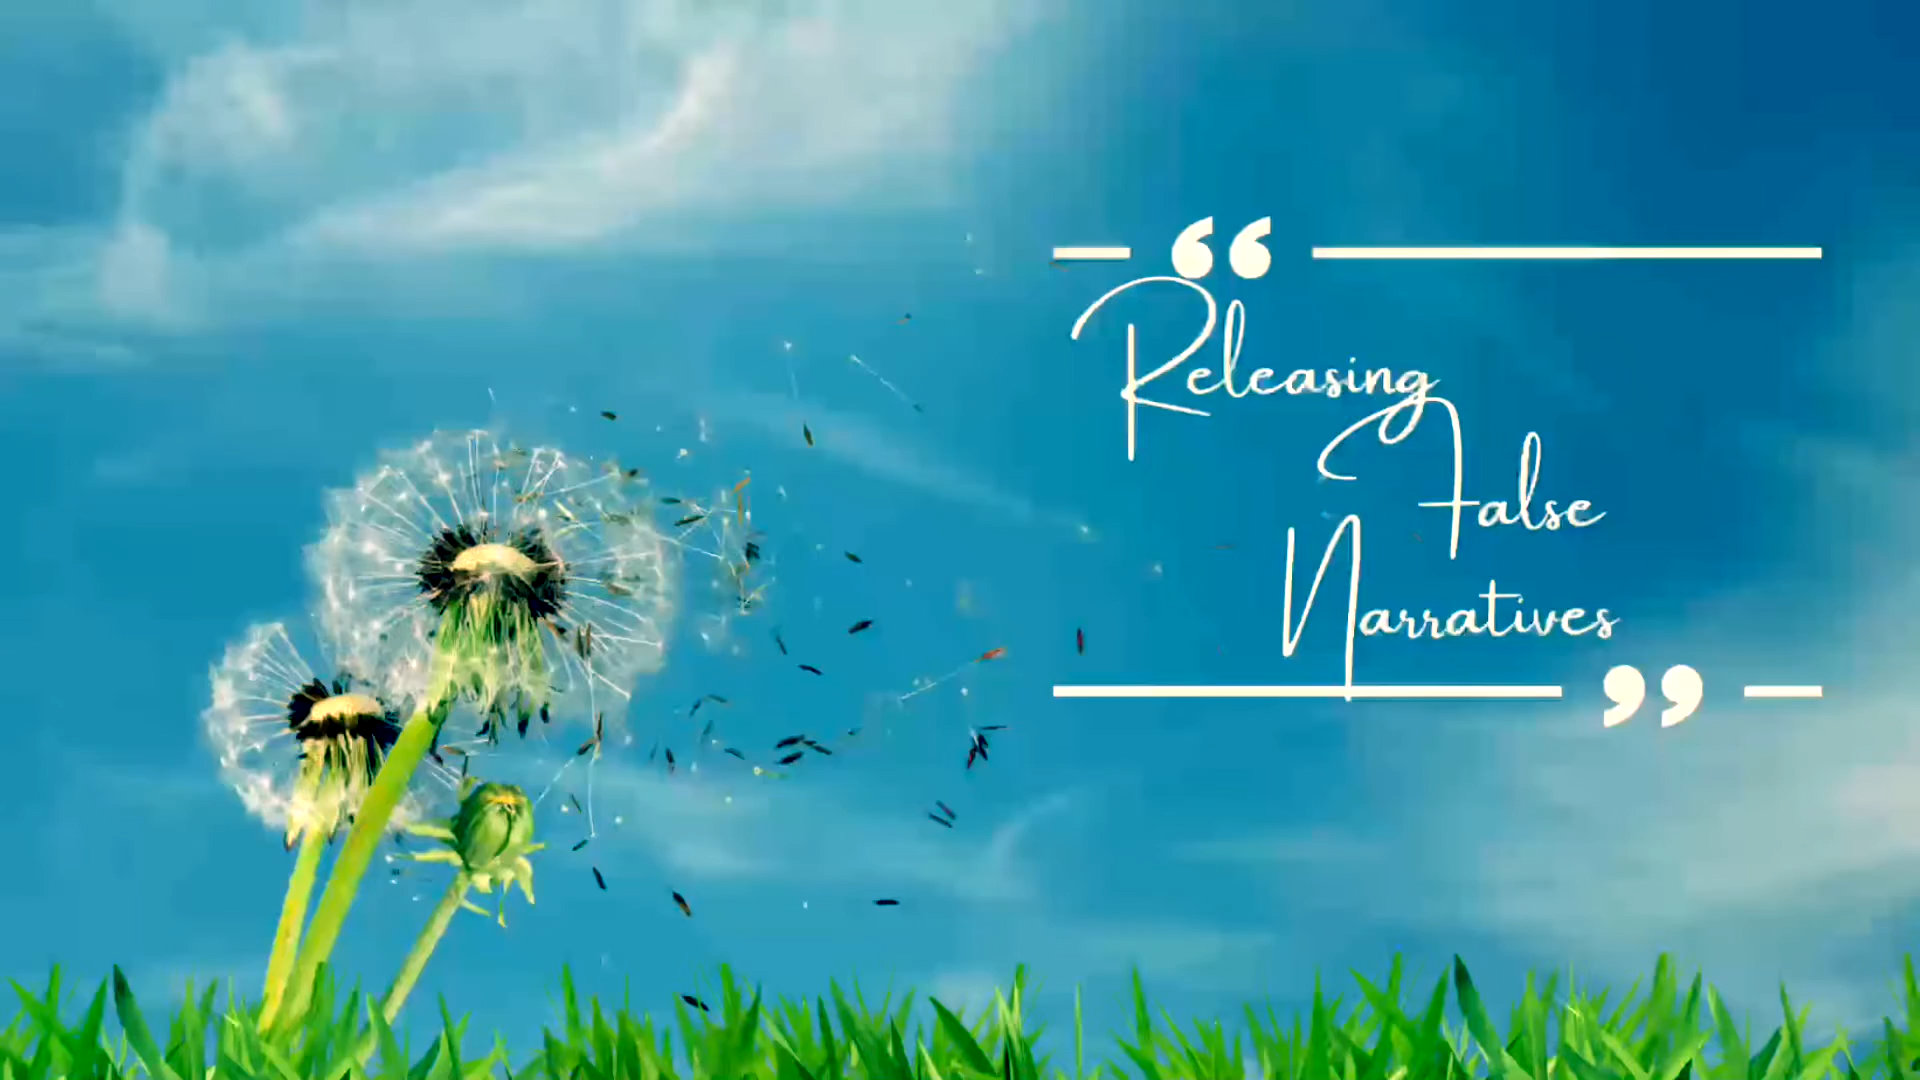 “
Releasing
False
Narratives
”